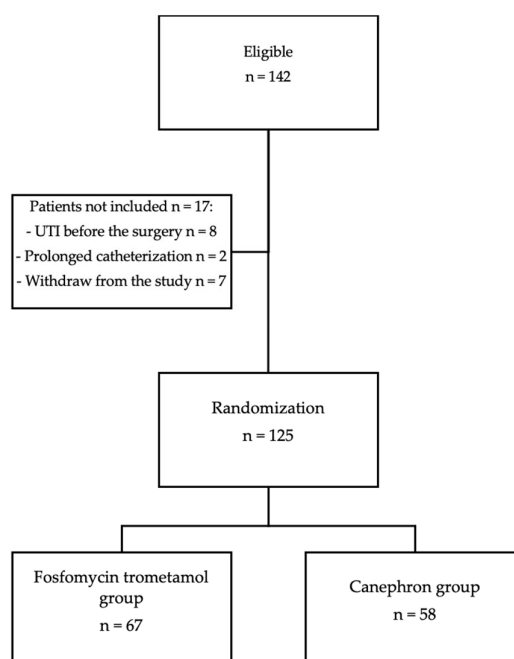 Eligible
n = 142
Patients not included n = 17:
- UTI before the surgery n = 8
- Prolonged catheterization n = 2
- Withdraw from the study n = 7
Randomization
n = 125
Fosfomycin trometamol
group
n = 67
Canephron group
n = 58